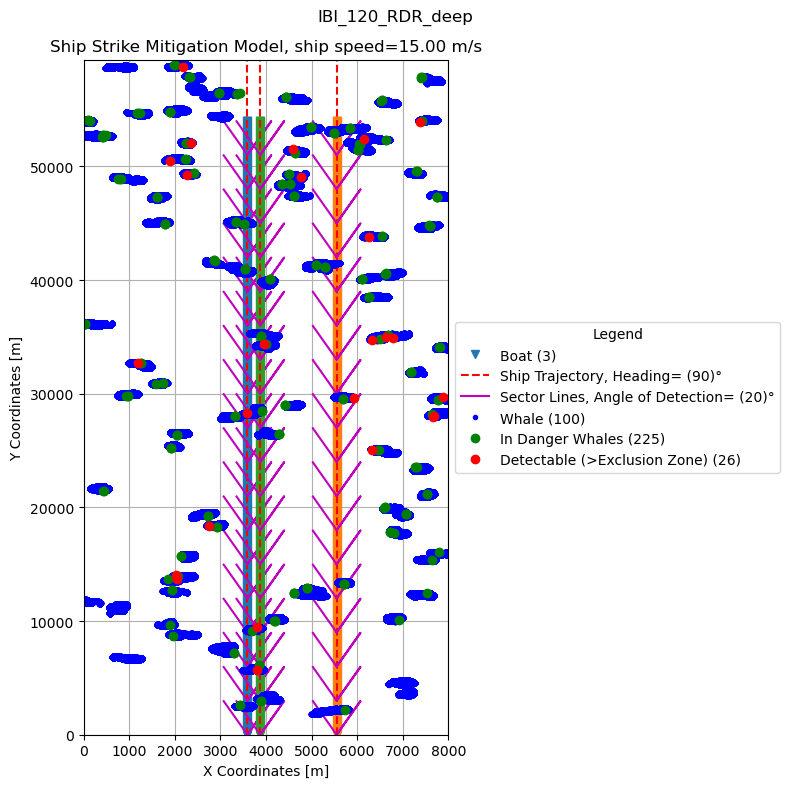 IBI_120_RDR_deep
Ship Strike Mitigation Model, ship speed=15.00 m/s
Y Coordinates [m]
50000
40000
30000
20000
10000
0
0 1000 2000 3000 4000 5000 6000 7000 8000
X Coordinates [m]
Legend
Boat (3)
Ship Trajectory, Heading= (90)°
Sector Lines, Angle of Detection= (20)°
Whale (100)
In Danger Whales (225)
Detectable (>Exclusion Zone) (26)